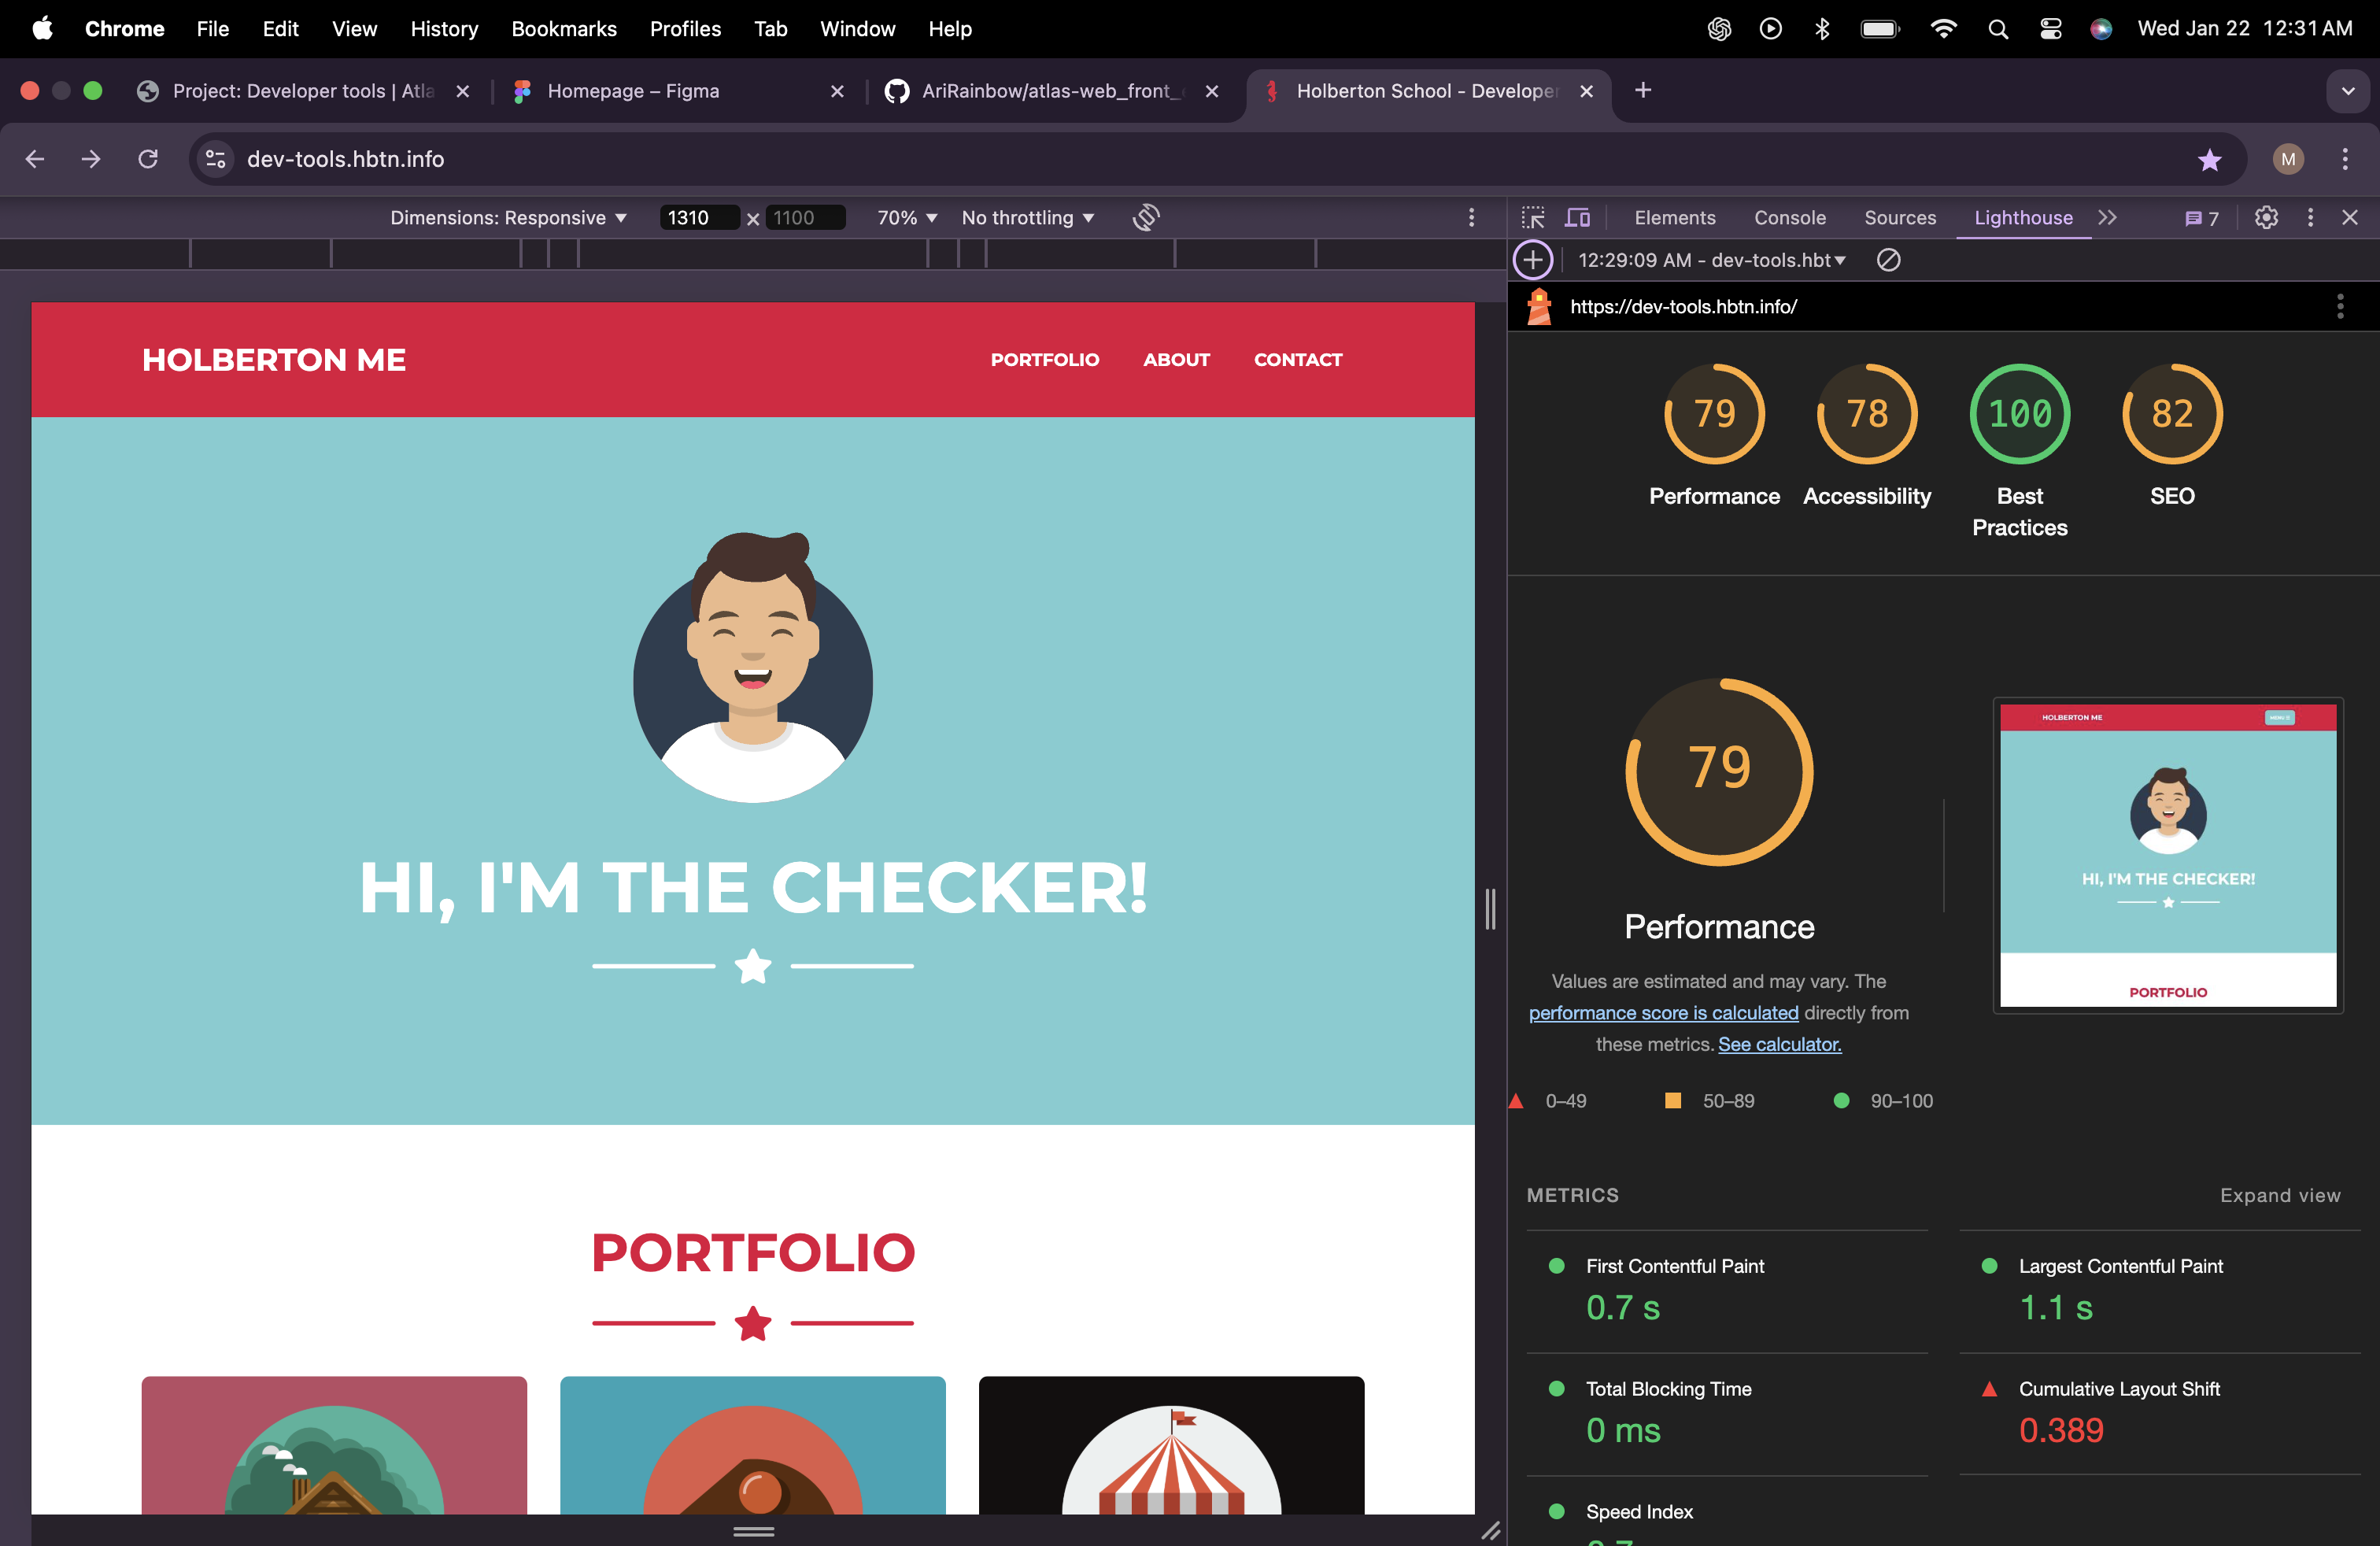 Chrome File Edit View History Bookmarks Profiles Tab Window Help Wed Jan 22 12:31 AM
Project: Developer tools | Atla
Homepage – Figma
AriRainbow/atlas-web_front_
Holberton School - Developer
dev-tools.hbtn.info
M
Dimensions: Responsive 1310 × 1100 70% No throttling
Elements Console Sources Lighthouse 7
12:29:09 AM - dev-tools.hbt
https://dev-tools.hbtn.info/
HOLBERTON ME
PORTFOLIO ABOUT CONTACT
HI, I'M THE CHECKER!
PORTFOLIO
79 78 100 82
Performance Accessibility Best Practices SEO
79
Performance
Values are estimated and may vary. The
performance score is calculated directly from
these metrics. See calculator.
0–49 50–89 90–100
HOLBERTON ME
HI, I'M THE CHECKER!
PORTFOLIO
METRICS Expand view
First Contentful Paint
0.7 s
Largest Contentful Paint
1.1 s
Total Blocking Time
0 ms
Cumulative Layout Shift
0.389
Speed Index